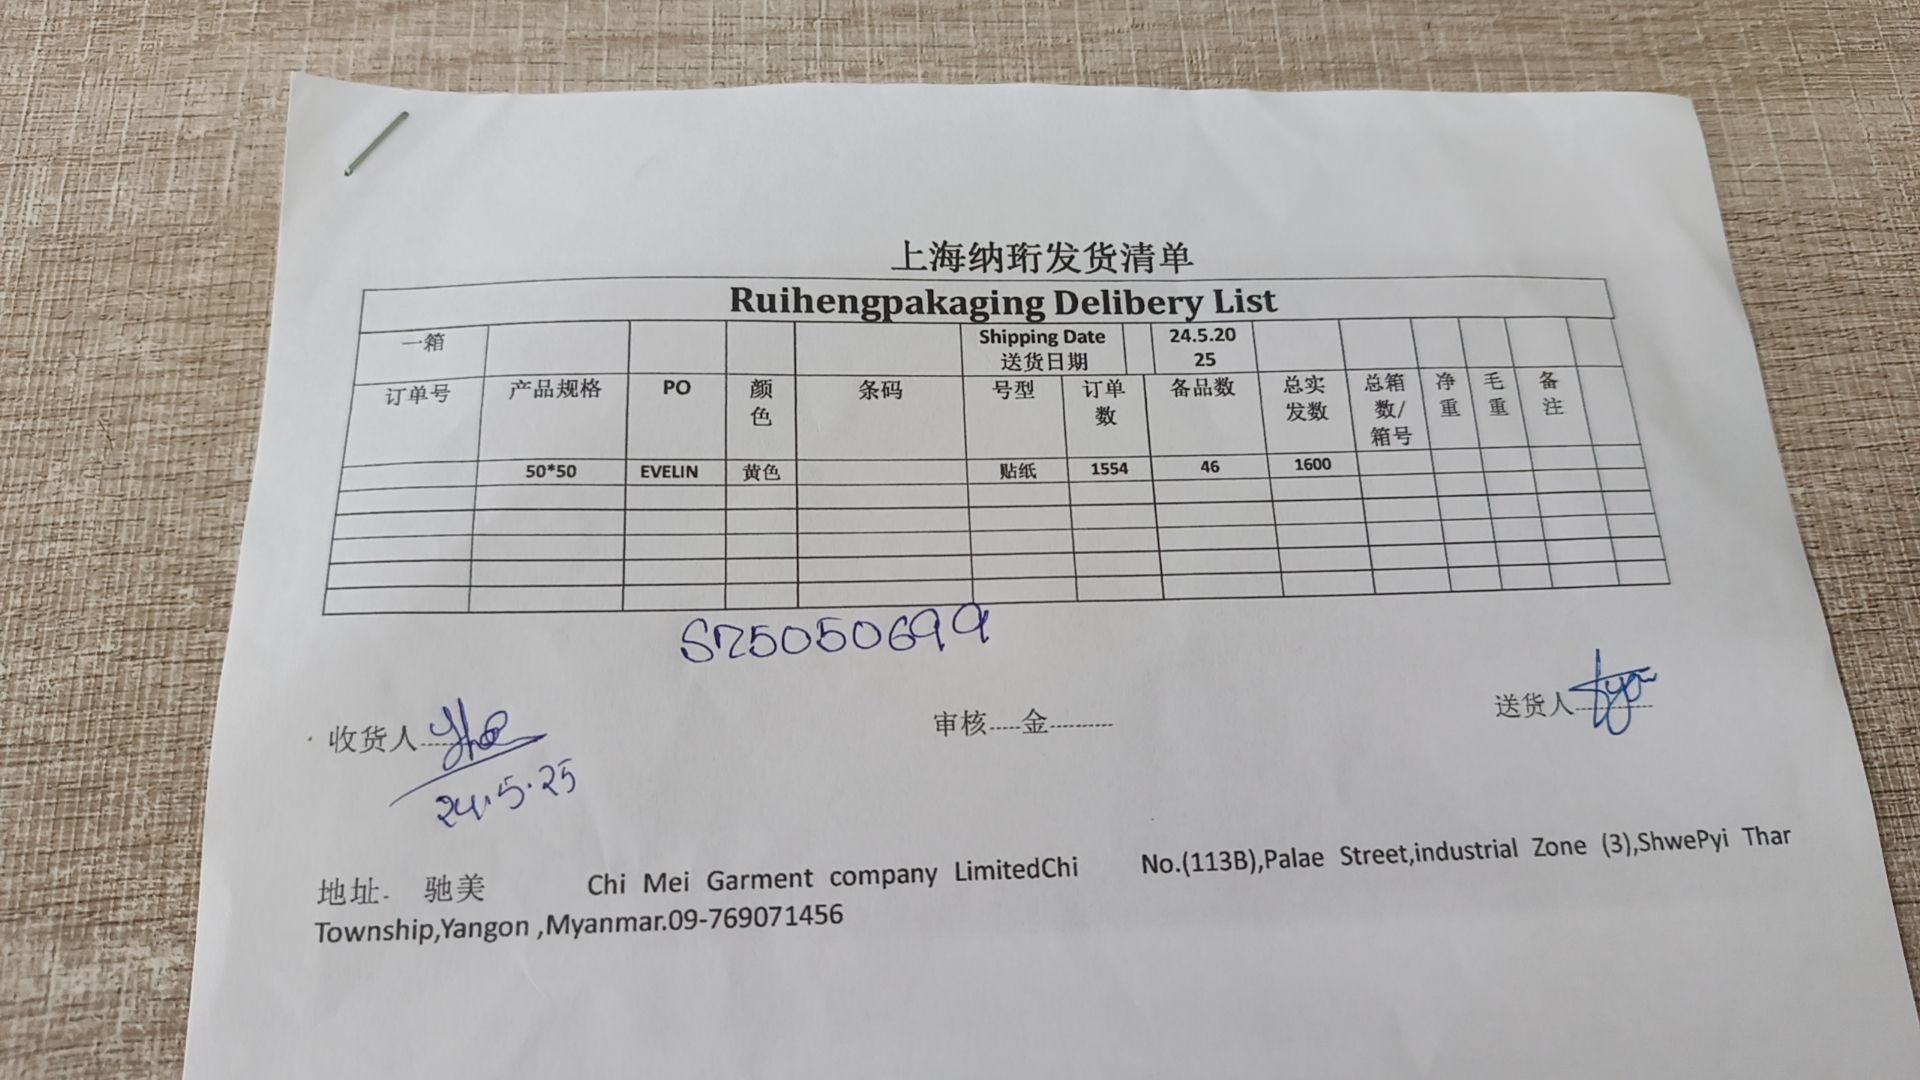 上海纳珩发货清单
Ruihengpakaging Delibery List
一箱 Shipping Date 送货日期 24.5.2025
订单号 产品规格 PO 颜色 条码 号型 订单数 备品数 总实发数 总箱数/箱号 净重 毛重 备注
50*50 EVELIN 黄色 贴纸 1554 46 1600
收货人 审核.....金.......... 送货人
24.5.25
地址. 驰美 Chi Mei Garment company LimitedChi No.(113B),Palae Street,industrial Zone (3),ShwePyi Thar
Township,Yangon ,Myanmar.09-769071456